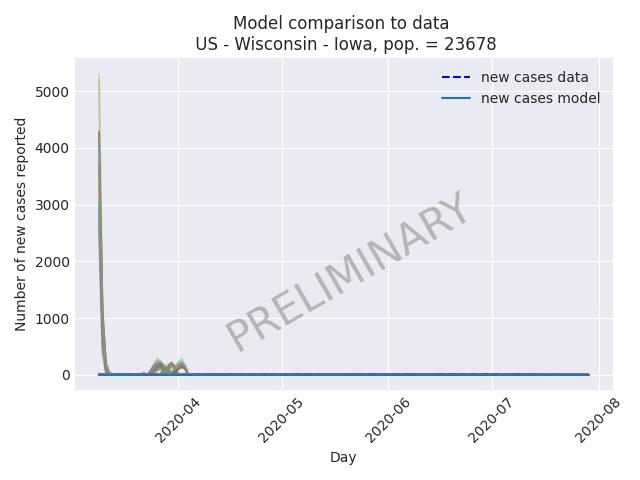 Model comparison to data
US - Wisconsin - Iowa, pop. = 23678
new cases data
new cases model
Number of new cases reported
5000
4000
3000
2000
1000
0
PRELIMINARY
2020-04
2020-05
2020-06
2020-07
2020-08
Day